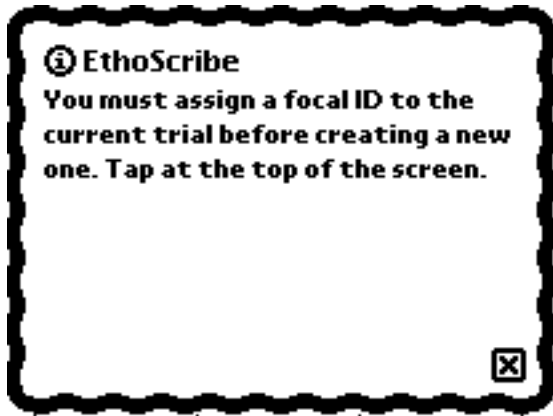 EthoScribe
You must assign a focal ID to the
current trial before creating a new
one. Tap at the top of the screen.